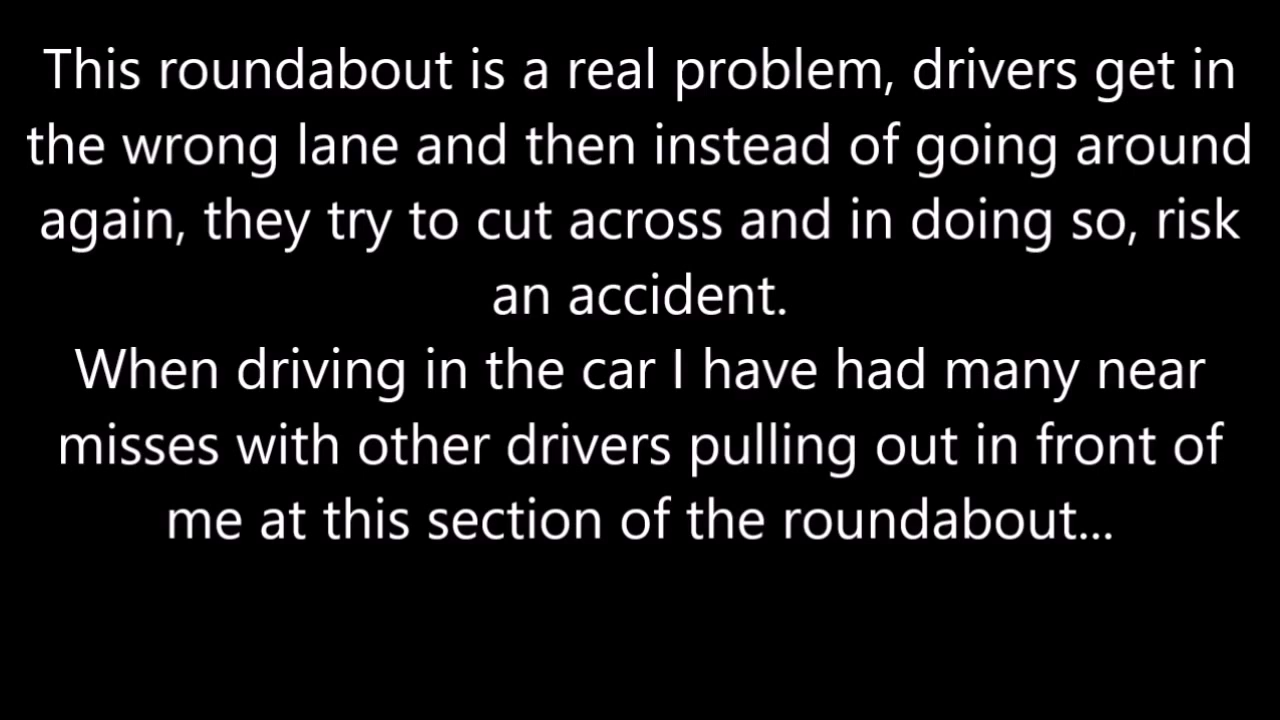 This roundabout is a real problem, drivers get in
the wrong lane and then instead of going around
again, they try to cut across and in doing so, risk
an accident.
When driving in the car I have had many near
misses with other drivers pulling out in front of
me at this section of the roundabout...